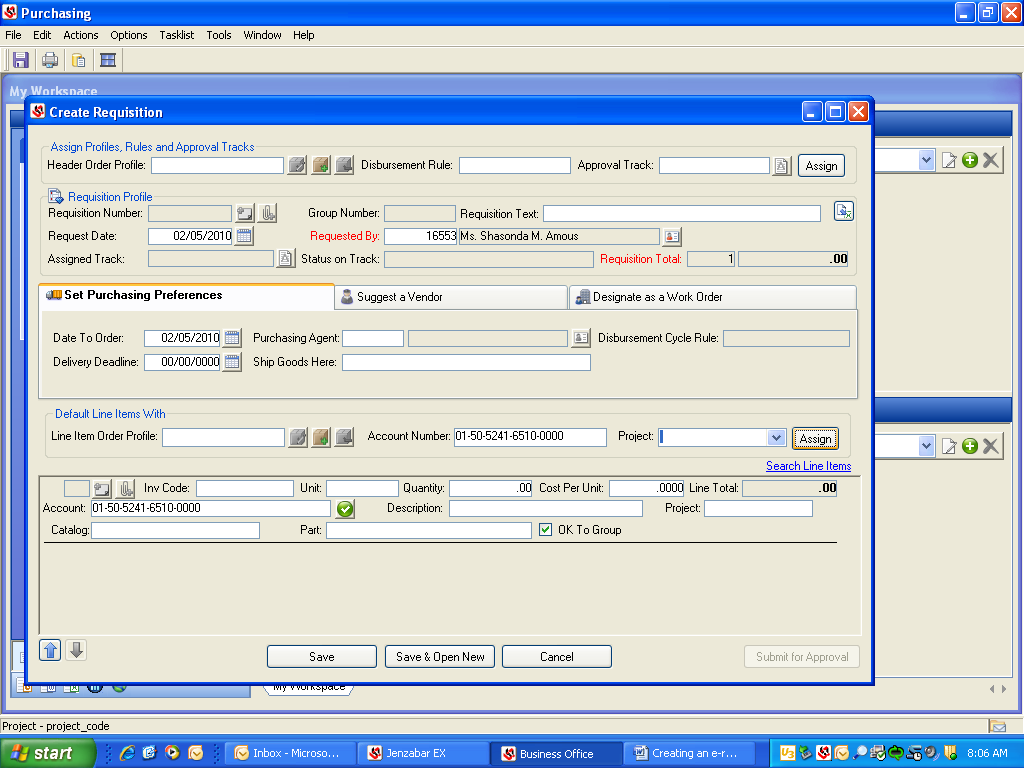 Purchasing
File Edit Actions Options Tasklist Tools Window Help
My Workspace
Create Requisition
Assign Profiles, Rules and Approval Tracks
Header Order Profile: Disbursement Rule: Approval Track: Assign
Requisition Profile
Requisition Number: Group Number: Requisition Text:
Request Date: 02/05/2010 Requested By: 16553 Ms. Shasonda M. Amous
Assigned Track: Status on Track: Requisition Total: 1 .00
Set Purchasing Preferences Suggest a Vendor Designate as a Work Order
Date To Order: 02/05/2010 Purchasing Agent: Disbursement Cycle Rule:
Delivery Deadline: 00/00/0000 Ship Goods Here:
Default Line Items With
Line Item Order Profile: Account Number: 01-50-5241-6510-0000 Project: Assign
Search Line Items
Inv Code: Unit: Quantity: .00 Cost Per Unit: .0000 Line Total: .00
Account: 01-50-5241-6510-0000 Description: Project:
Catalog: Part: OK To Group
Save Save & Open New Cancel Submit for Approval
My Workspace
Project - project_code
start Inbox - Microso... Jenzabar EX Business Office Creating an e-r... 8:06 AM